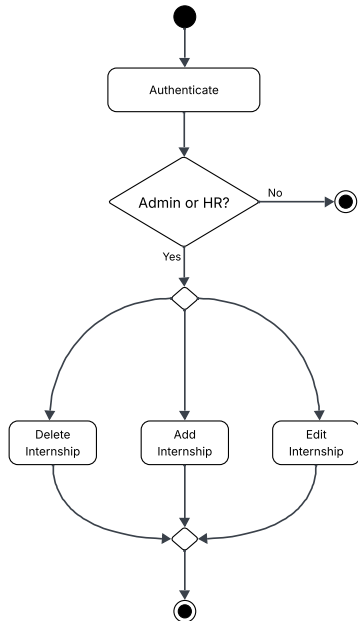 Authenticate
Admin or HR?
No
Yes
Delete
Internship
Add
Internship
Edit
Internship